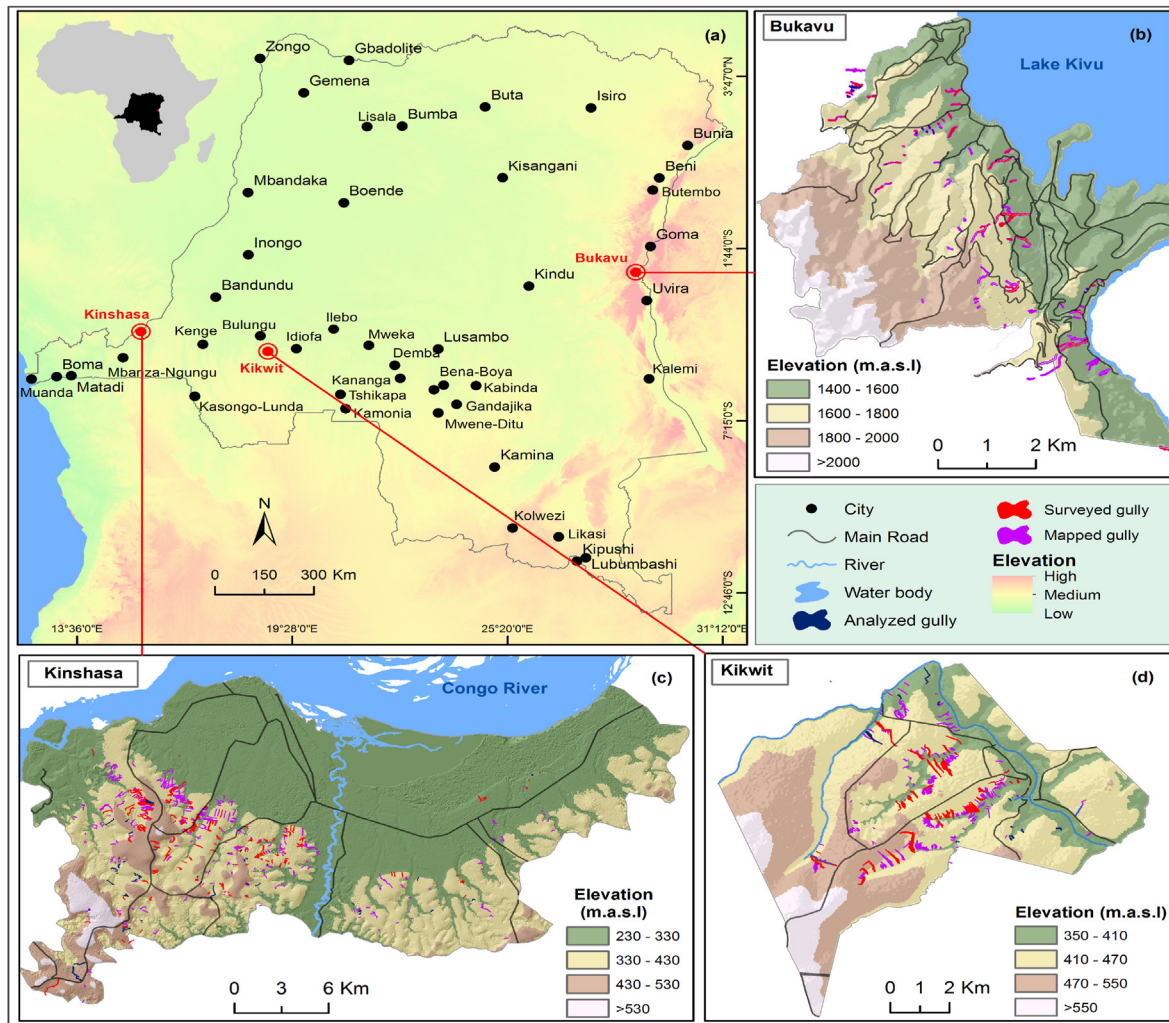 (a)
Zongo
Gbadolite
Gemena
Buta
Isiro
Lisala
Bumba
Bunia
Kisangani
Beni
Mbandaka
Boende
Butembo
Inongo
Goma
Bukavu
Kindu
Bandundu
Uvira
Kinshasa
Ilebo
Kenge
Bulungu
Idiofa
Mweka
Lusambo
Kikwit
Demba
Boma
Mbanza-Ngungu
Bena-Boya
Kalemi
Muanda
Matadi
Kananga
Kabinda
Kasongo-Lunda
Tshikapa
Gandajika
Kamonia
Mwene-Ditu
Kamina
N
Kolwezi
Likasi
Kipushi
Lubumbashi
0 150 300 Km
3°47'0"N
1°44'0"S
7°15'0"S
12°46'0"S
13°36'0"E
19°28'0"E
25°20'0"E
31°12'0"E
Bukavu
(b)
Lake Kivu
Elevation (m.a.s.l)
1400 - 1600
1600 - 1800
1800 - 2000
>2000
0 1 2 Km
City
Main Road
River
Water body
Analyzed gully
Surveyed gully
Mapped gully
Elevation
High
Medium
Low
Kinshasa
(c)
Congo River
Elevation
(m.a.s.l)
230 - 330
330 - 430
430 - 530
>530
0 4 6 Km
Kikwit
(d)
Elevation (m.a.s.l)
350 - 410
410 - 470
470 - 550
>550
0 1 2 Km